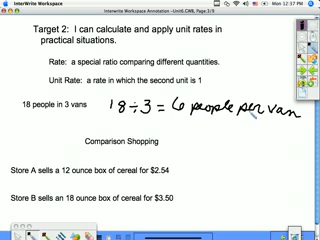 InterWrite Workspace
Mon 12:37 PM
Interwrite Workspace Annotation -Unit5.GWB, Page:3/5
Target 2: I can calculate and apply unit rates in
practical situations.
Rate: a special ratio comparing different quantities.
Unit Rate: a rate in which the second unit is 1
18 people in 3 vans 18÷3 = 6 people per van
Comparison Shopping
Store A sells a 12 ounce box of cereal for $2.54
Store B sells an 18 ounce box of cereal for $3.50